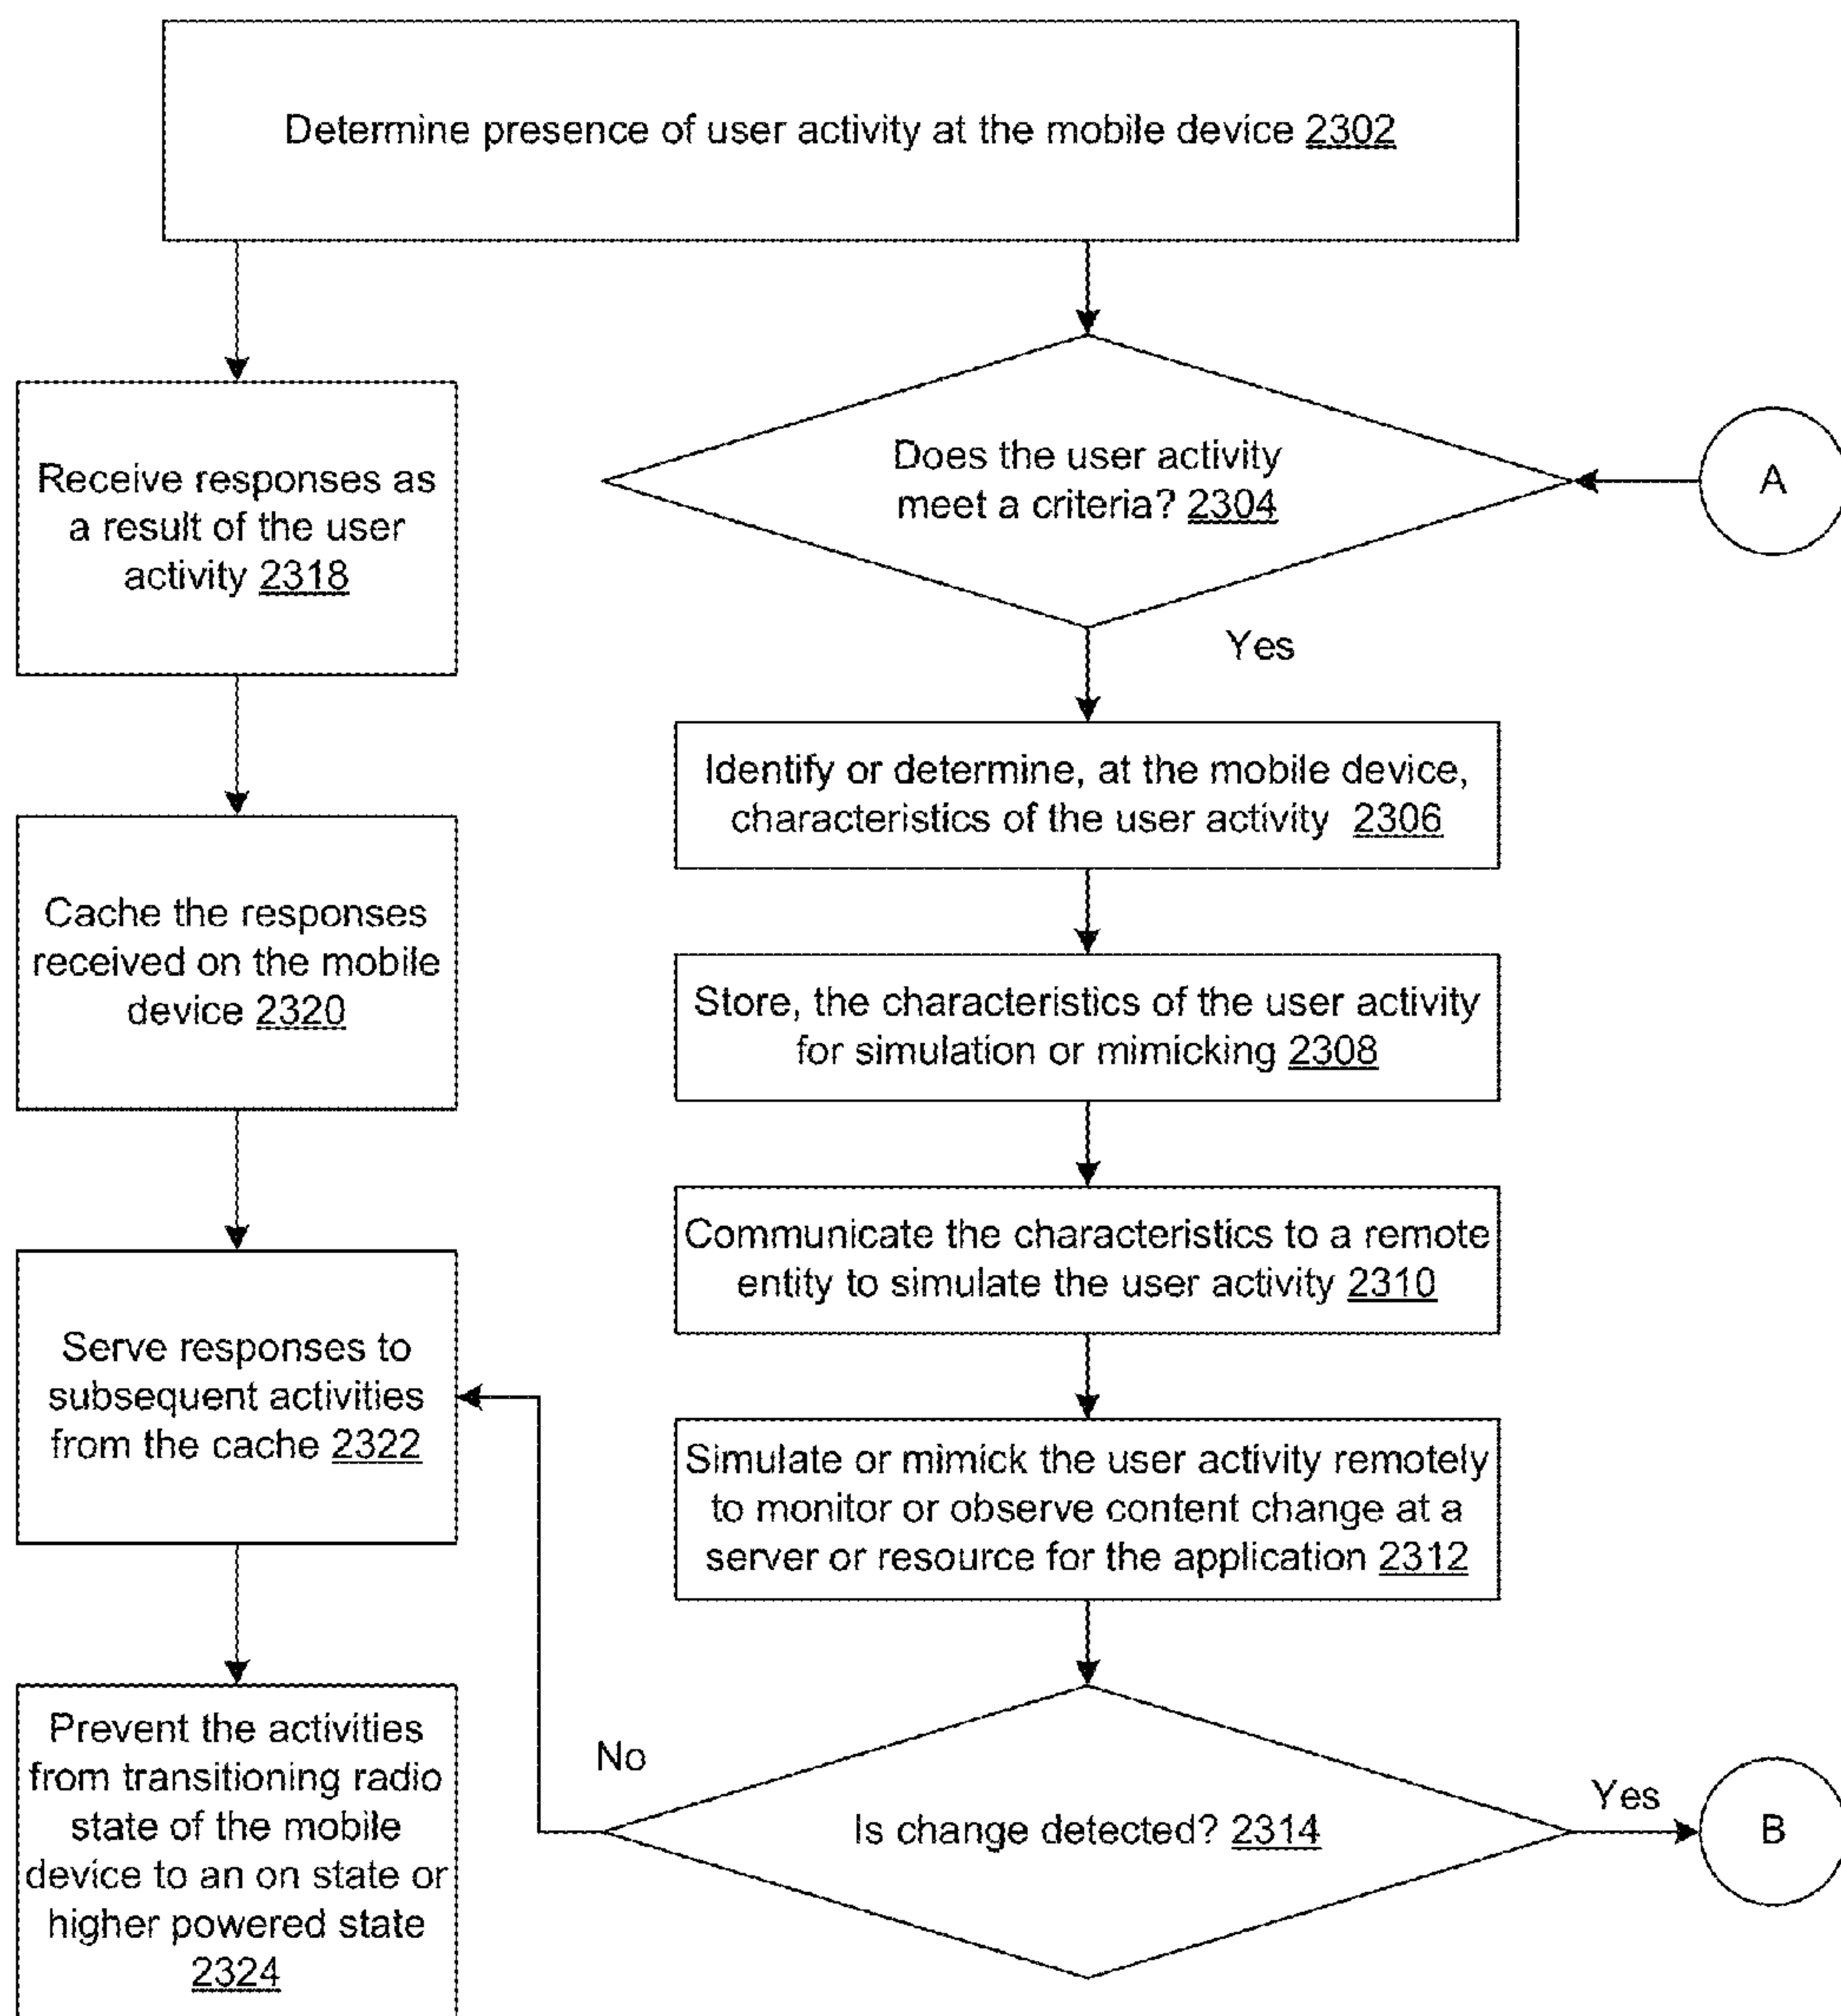 Determine presence of user activity at the mobile device 2302
Receive responses as
a result of the user
activity 2318
Does the user activity
meet a criteria? 2304
A
Yes
Identify or determine, at the mobile device,
characteristics of the user activity 2306
Cache the responses
received on the mobile
device 2320
Store, the characteristics of the user activity
for simulation or mimicking 2308
Communicate the characteristics to a remote
entity to simulate the user activity 2310
Serve responses to
subsequent activities
from the cache 2322
Simulate or mimick the user activity remotely
to monitor or observe content change at a
server or resource for the application 2312
Prevent the activities
from transitioning radio
state of the mobile
device to an on state or
higher powered state
2324
No
Is change detected? 2314
Yes
B